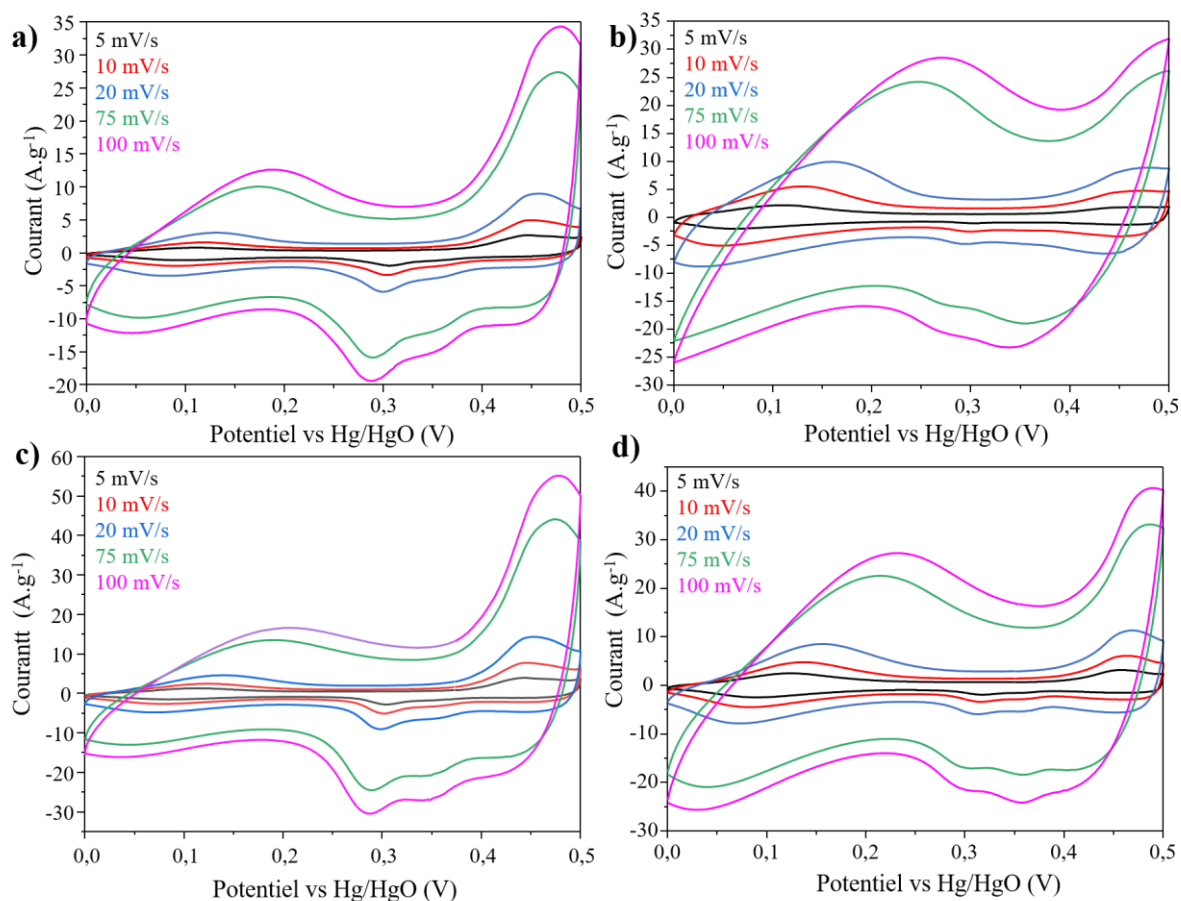 a)
5 mV/s
10 mV/s
20 mV/s
75 mV/s
100 mV/s
35
30
25
20
15
10
5
0
-5
-10
-15
-20
Courant (A.g⁻¹)
0,0 0,1 0,2 0,3 0,4 0,5
Potentiel vs Hg/HgO (V)
b)
5 mV/s
10 mV/s
20 mV/s
75 mV/s
100 mV/s
35
30
25
20
15
10
5
0
-5
-10
-15
-20
-25
-30
Courant (A.g⁻¹)
0,0 0,1 0,2 0,3 0,4 0,5
Potentiel vs Hg/HgO (V)
c)
5 mV/s
10 mV/s
20 mV/s
75 mV/s
100 mV/s
60
50
40
30
20
10
0
-10
-20
-30
Courantt (A.g⁻¹)
0,0 0,1 0,2 0,3 0,4 0,5
Potentiel vs Hg/HgO (V)
d)
5 mV/s
10 mV/s
20 mV/s
75 mV/s
100 mV/s
40
30
20
10
0
-10
-20
-30
Courant (A.g⁻¹)
0,0 0,1 0,2 0,3 0,4 0,5
Potentiel vs Hg/HgO (V)